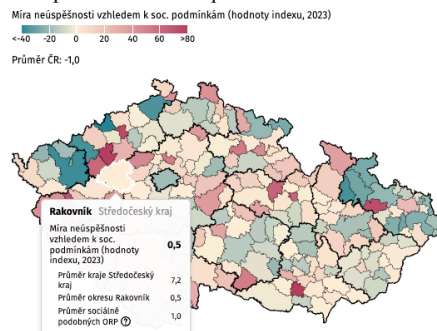 Míra neúspěšnosti vzhledem k soc. podmínkám (hodnoty indexu, 2023)
<-40 -20 0 20 40 60 >80
Průměr ČR: -1,0
Rakovník Středočeský kraj
Míra neúspěšnosti
vzhledem k soc. 0,5
podmínkám (hodnoty
indexu, 2023)
Průměr kraje Středočeský 7,2
kraj
Průměr okresu Rakovník 0,5
Průměr sociálně 1,0
podobných ORP ?